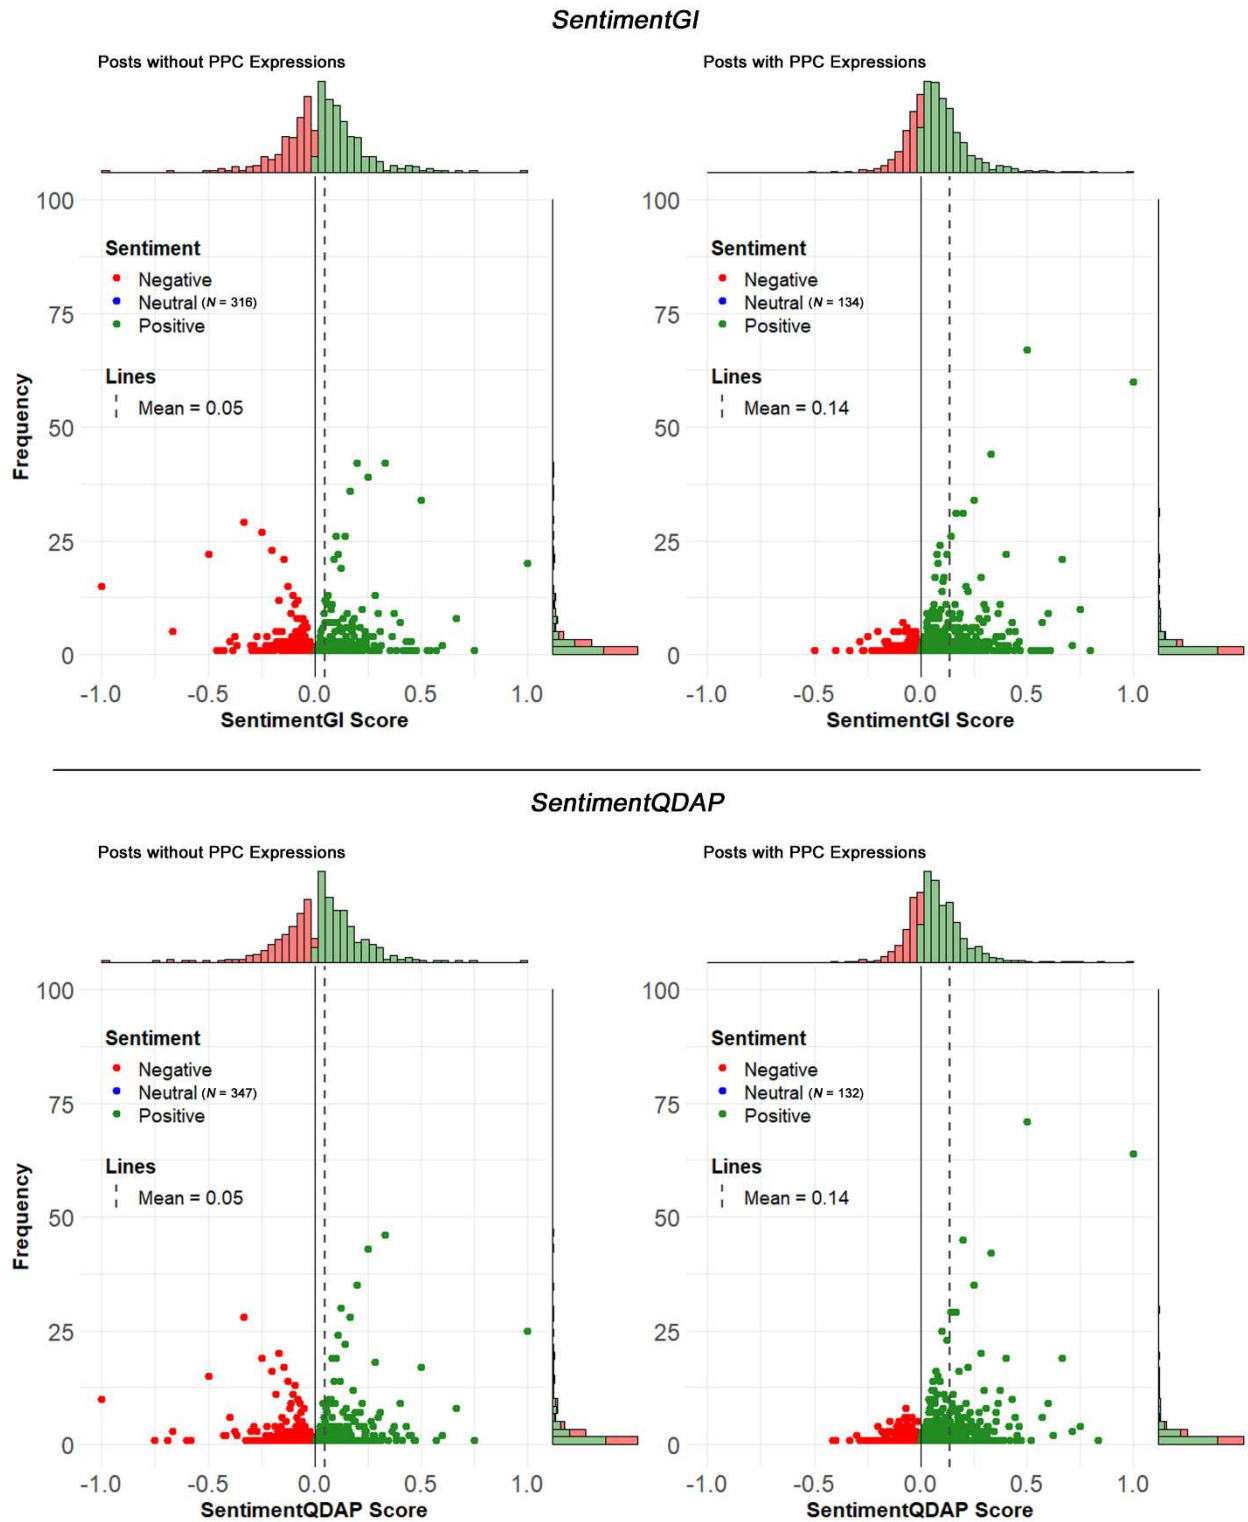 SentimentGI
Posts without PPC Expressions
Posts with PPC Expressions
100
75
50
25
0
Frequency
Sentiment
Negative
Neutral (N = 316)
Positive
Lines
Mean = 0.05
-1.0 -0.5 0.0 0.5 1.0
SentimentGI Score
100
75
50
25
0
Sentiment
Negative
Neutral (N = 134)
Positive
Lines
Mean = 0.14
-1.0 -0.5 0.0 0.5 1.0
SentimentGI Score
SentimentQDAP
Posts without PPC Expressions
Posts with PPC Expressions
100
75
50
25
0
Frequency
Sentiment
Negative
Neutral (N = 347)
Positive
Lines
Mean = 0.05
-1.0 -0.5 0.0 0.5 1.0
SentimentQDAP Score
100
75
50
25
0
Sentiment
Negative
Neutral (N = 132)
Positive
Lines
Mean = 0.14
-1.0 -0.5 0.0 0.5 1.0
SentimentQDAP Score